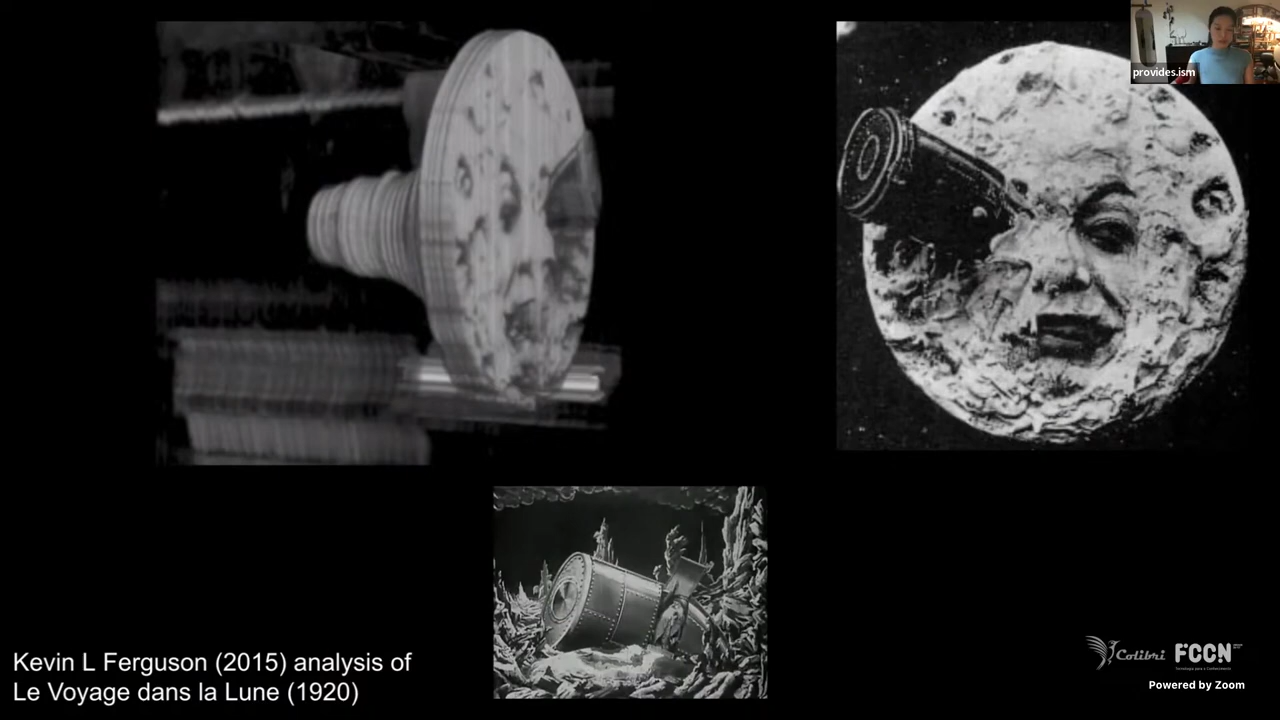 provides.ism
Kevin L Ferguson (2015) analysis of
Le Voyage dans la Lune (1920)
Colibri FCCN
Powered by Zoom